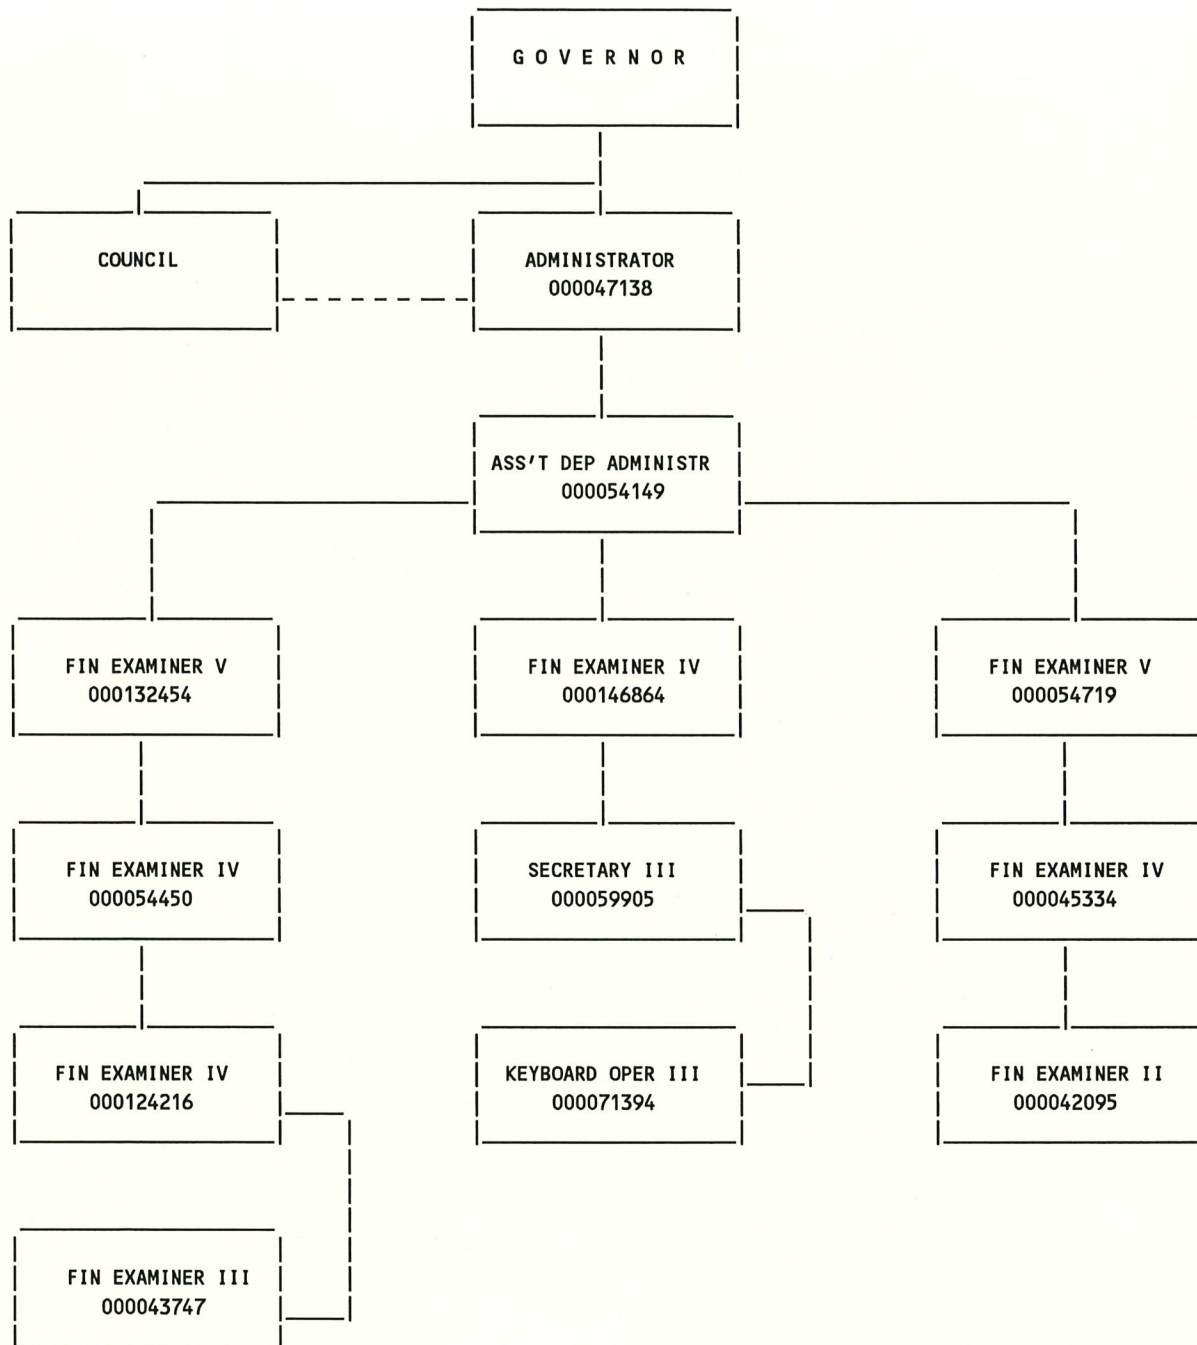 G O V E R N O R
COUNCIL
ADMINISTRATOR
000047138
ASS'T DEP ADMINISTR
000054149
FIN EXAMINER V
000132454
FIN EXAMINER IV
000146864
FIN EXAMINER V
000054719
FIN EXAMINER IV
000054450
SECRETARY III
000059905
FIN EXAMINER IV
000045334
FIN EXAMINER IV
000124216
KEYBOARD OPER III
000071394
FIN EXAMINER II
000042095
FIN EXAMINER III
000043747